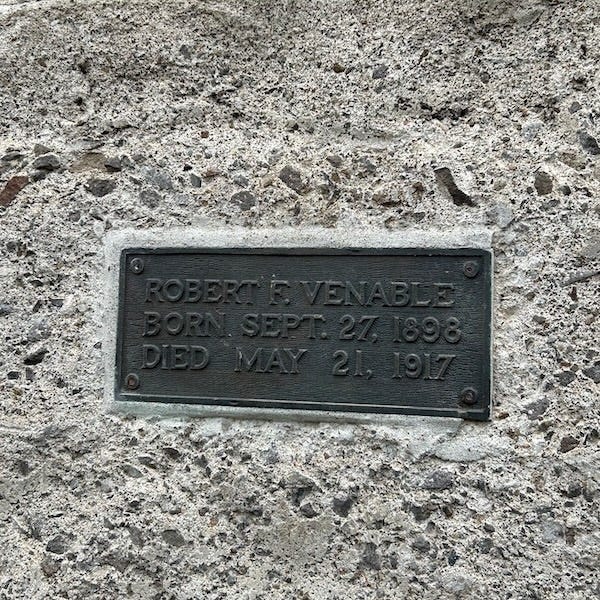 ROBERT F. VENABLE
BORN SEPT. 27, 1898
DIED MAY 21, 1917